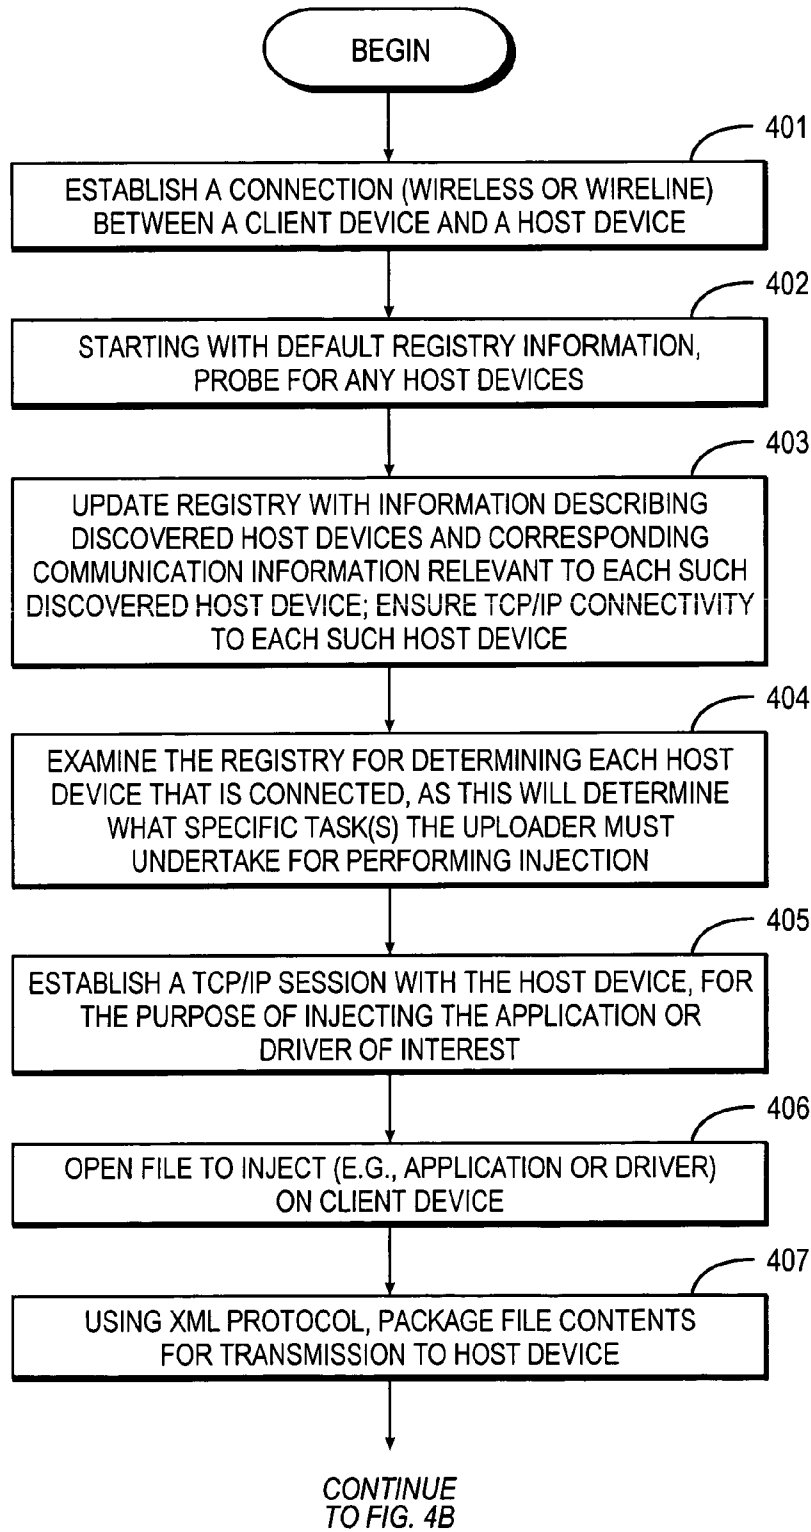 BEGIN
401
ESTABLISH A CONNECTION (WIRELESS OR WIRELINE)
BETWEEN A CLIENT DEVICE AND A HOST DEVICE
402
STARTING WITH DEFAULT REGISTRY INFORMATION,
PROBE FOR ANY HOST DEVICES
403
UPDATE REGISTRY WITH INFORMATION DESCRIBING
DISCOVERED HOST DEVICES AND CORRESPONDING
COMMUNICATION INFORMATION RELEVANT TO EACH SUCH
DISCOVERED HOST DEVICE; ENSURE TCP/IP CONNECTIVITY
TO EACH SUCH HOST DEVICE
404
EXAMINE THE REGISTRY FOR DETERMINING EACH HOST
DEVICE THAT IS CONNECTED, AS THIS WILL DETERMINE
WHAT SPECIFIC TASK(S) THE UPLOADER MUST
UNDERTAKE FOR PERFORMING INJECTION
405
ESTABLISH A TCP/IP SESSION WITH THE HOST DEVICE, FOR
THE PURPOSE OF INJECTING THE APPLICATION OR
DRIVER OF INTEREST
406
OPEN FILE TO INJECT (E.G., APPLICATION OR DRIVER)
ON CLIENT DEVICE
407
USING XML PROTOCOL, PACKAGE FILE CONTENTS
FOR TRANSMISSION TO HOST DEVICE
CONTINUE
TO FIG. 4B